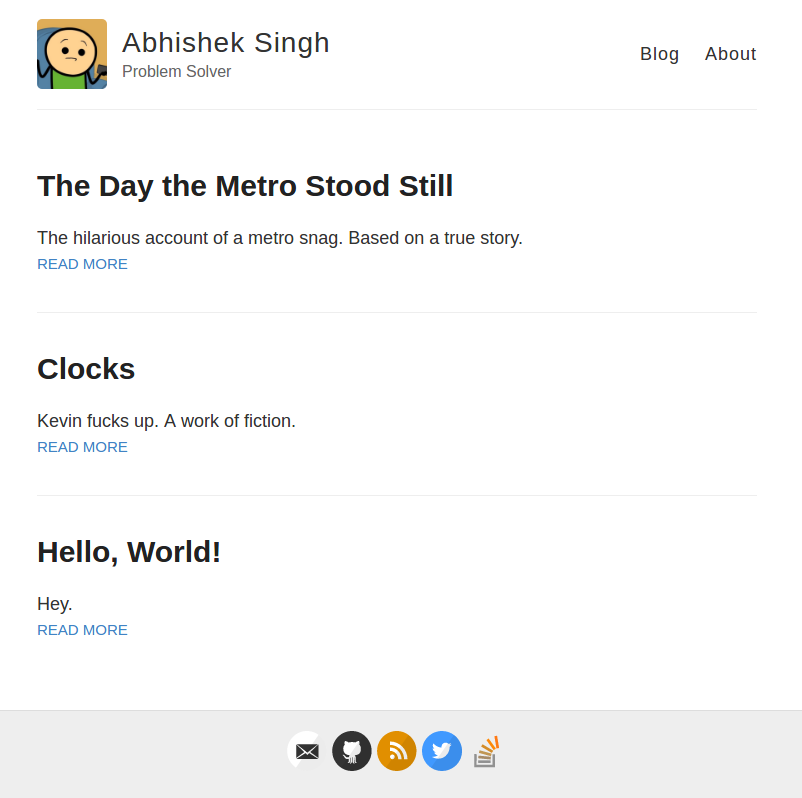 Abhishek Singh
Problem Solver
Blog About
The Day the Metro Stood Still
The hilarious account of a metro snag. Based on a true story.
READ MORE
Clocks
Kevin fucks up. A work of fiction.
READ MORE
Hello, World!
Hey.
READ MORE